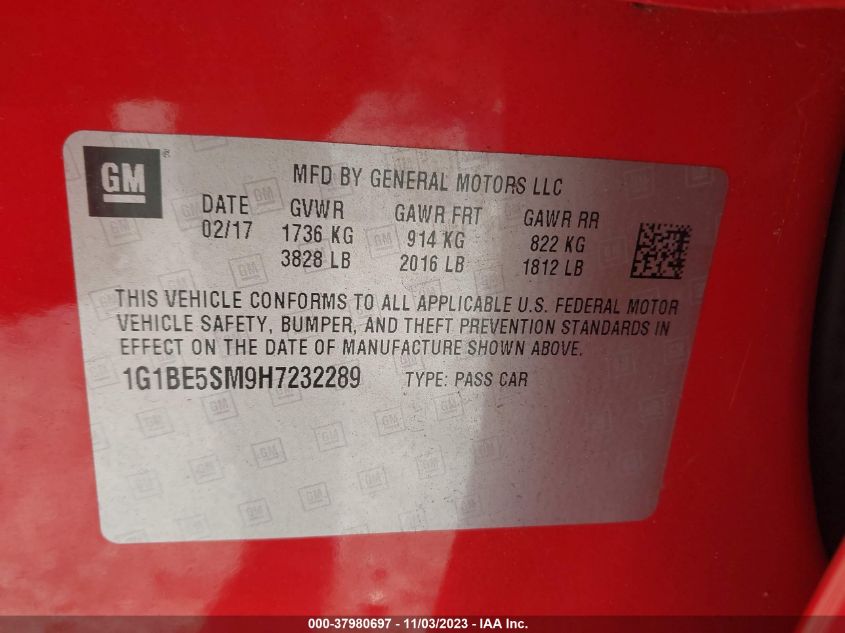 GM
MFD BY GENERAL MOTORS LLC
DATE GVWR GAWR FRT GAWR RR
02/17 1736 KG 914 KG 822 KG
3828 LB 2016 LB 1812 LB
THIS VEHICLE CONFORMS TO ALL APPLICABLE U.S. FEDERAL MOTOR
VEHICLE SAFETY, BUMPER, AND THEFT PREVENTION STANDARDS IN
EFFECT ON THE DATE OF MANUFACTURE SHOWN ABOVE.
1G1BE5SM9H7232289 TYPE: PASS CAR
000-37980697 - 11/03/2023 - IAA Inc.